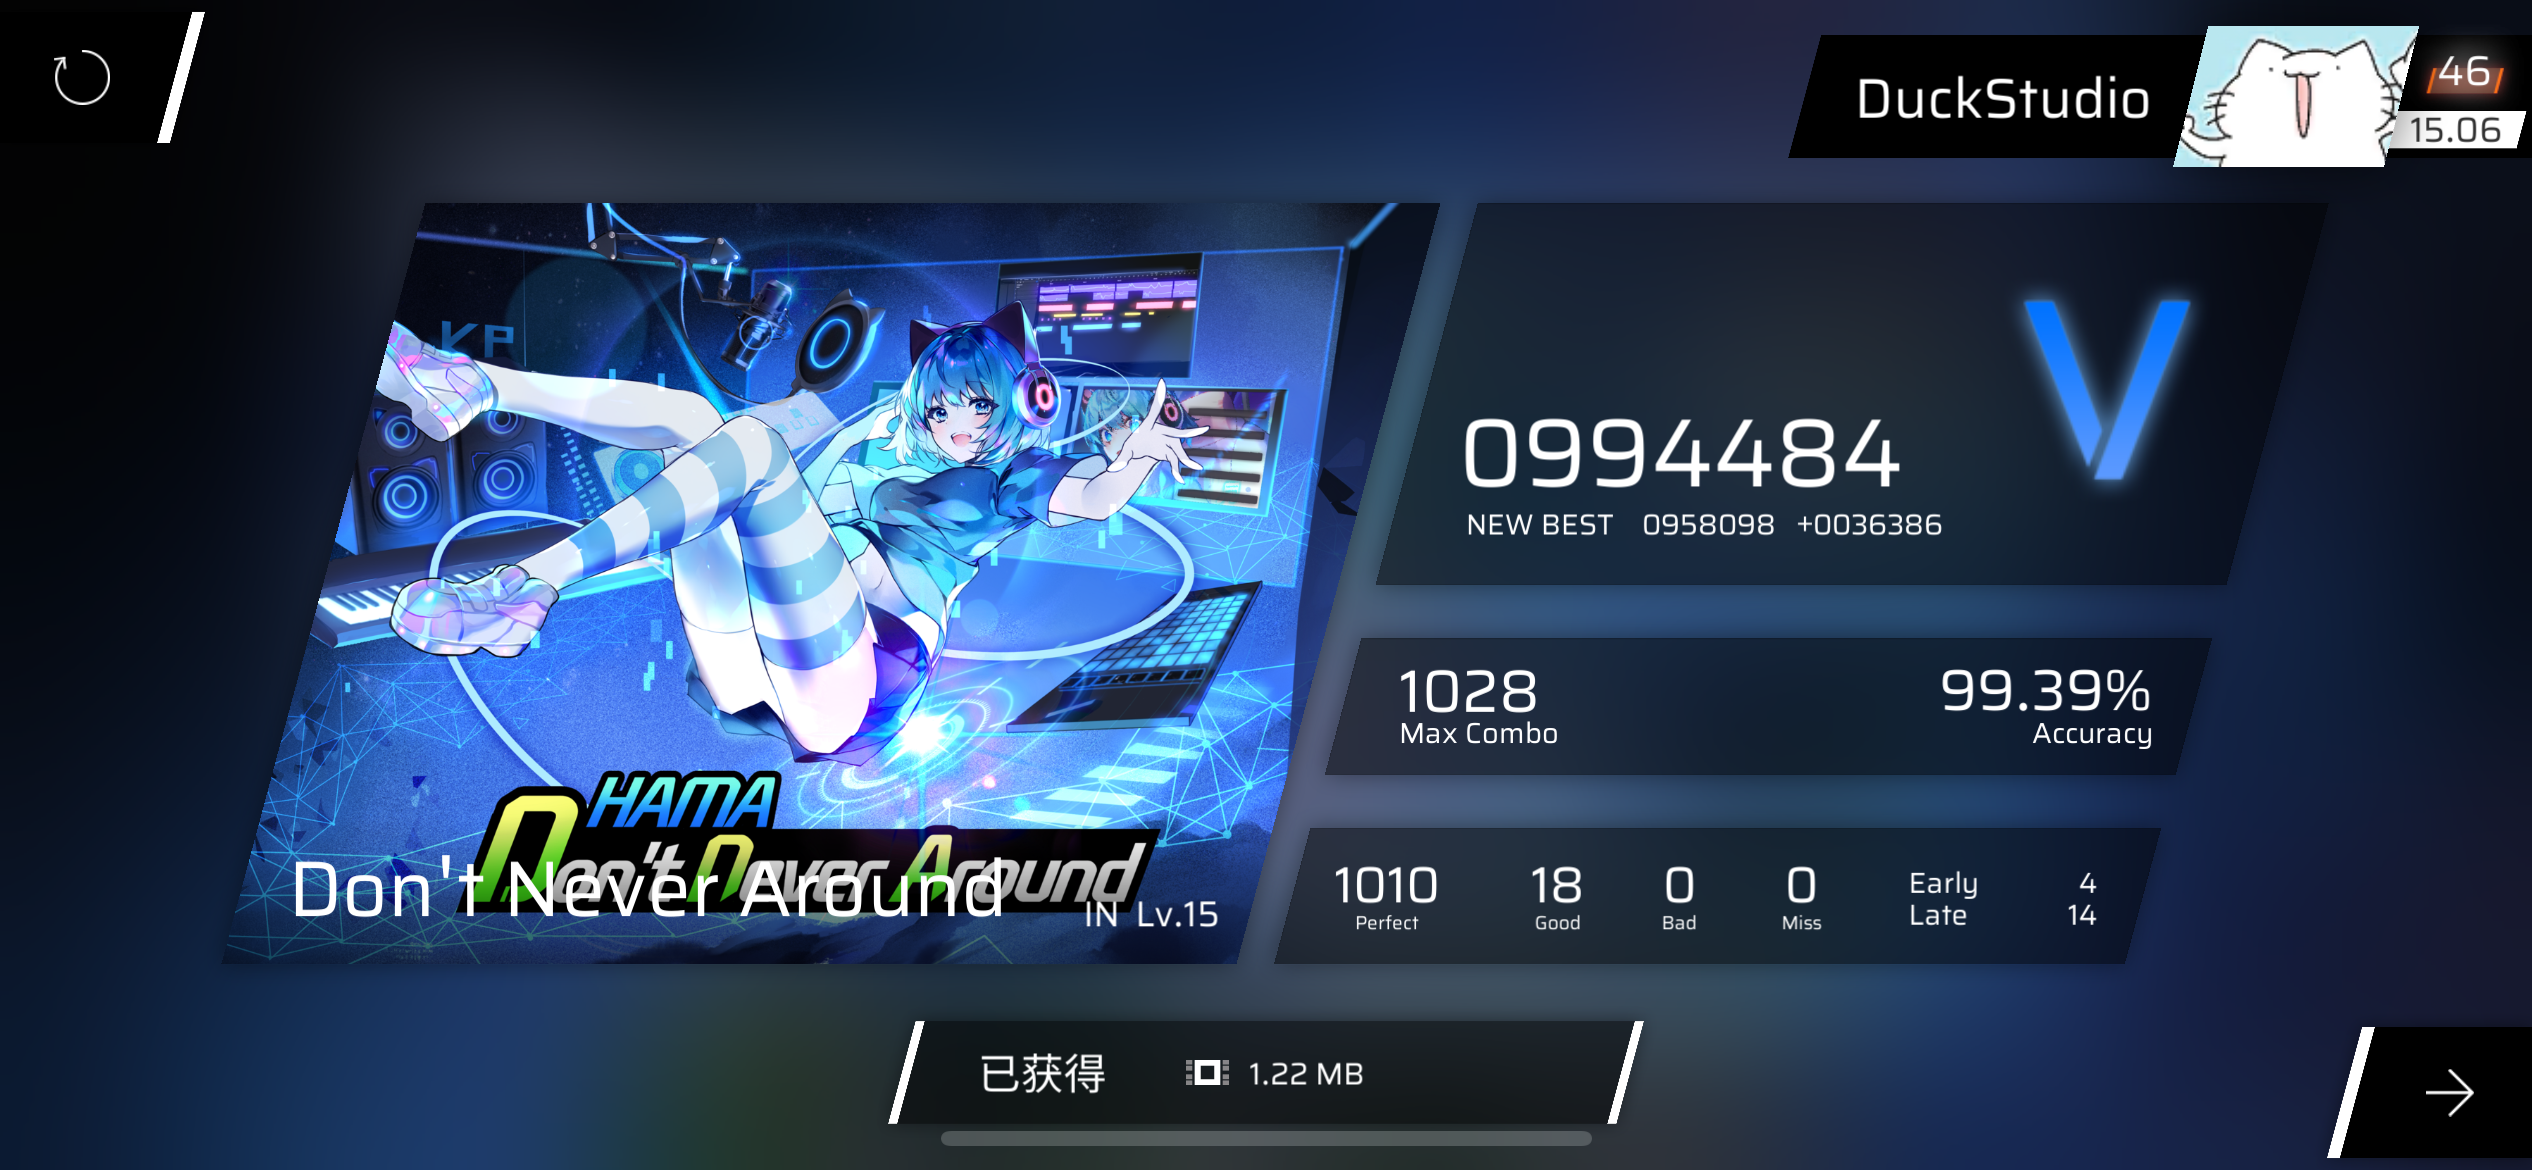 DuckStudio
46
15.06
KP
HAMA
Don't Never Around
Don't Never Around
IN Lv.15
0994484
V
NEW BEST 0958098 +0036386
1028
Max Combo
99.39%
Accuracy
1010
Perfect
18
Good
0
Bad
0
Miss
Early 4
Late 14
已获得 1.22 MB